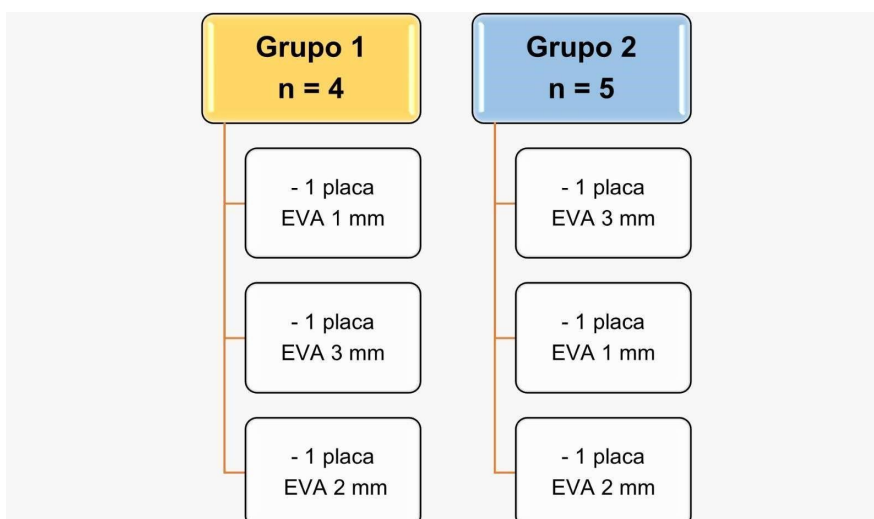 Grupo 1
n = 4
- 1 placa
EVA 1 mm
- 1 placa
EVA 3 mm
- 1 placa
EVA 2 mm
Grupo 2
n = 5
- 1 placa
EVA 3 mm
- 1 placa
EVA 1 mm
- 1 placa
EVA 2 mm